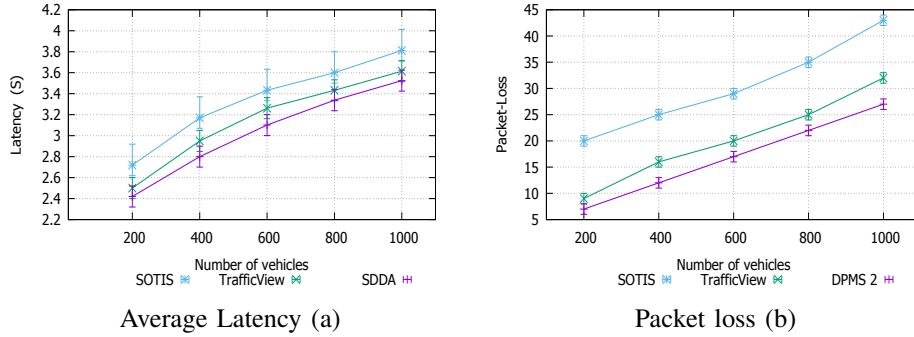 4.2
4
3.8
3.6
3.4
3.2
3
2.8
2.6
2.4
2.2
Latency (S)
200 400 600 800 1000
Number of vehicles
SOTIS TrafficView SDDA
Average Latency (a)
45
40
35
30
25
20
15
10
5
Packet-Loss
200 400 600 800 1000
Number of vehicles
SOTIS TrafficView DPMS 2
Packet loss (b)